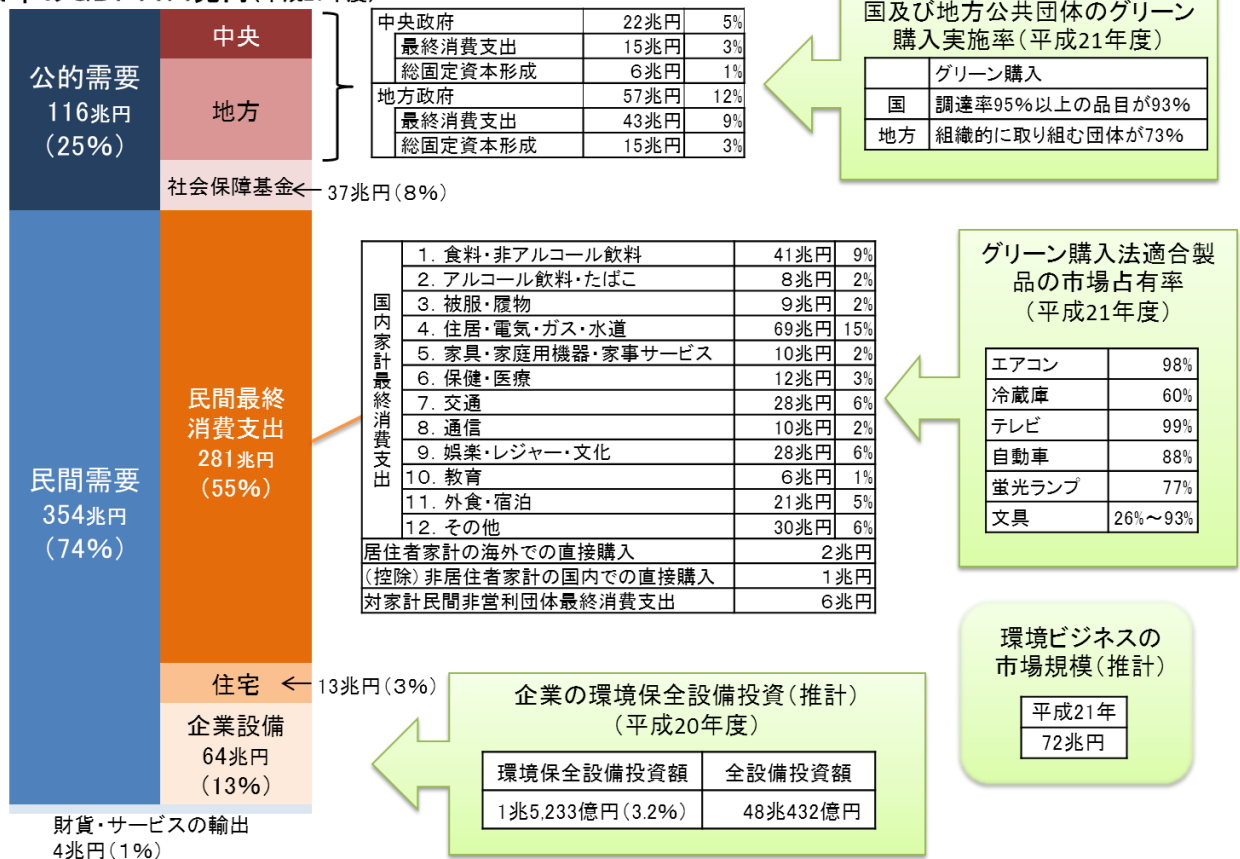 公的需要
116兆円
(25%)
中央
地方
社会保障基金
37兆円(8%)
中央政府 22兆円 5%
最終消費支出 15兆円 3%
総固定資本形成 6兆円 1%
地方政府 57兆円 12%
最終消費支出 43兆円 9%
総固定資本形成 15兆円 3%
国及び地方公共団体のグリーン
購入実施率(平成21年度)
グリーン購入
国 調達率95%以上の品目が93%
地方 組織的に取り組む団体が73%
民間需要
354兆円
(74%)
民間最終
消費支出
281兆円
(55%)
国内家計最終消費支出
1. 食料・非アルコール飲料 41兆円 9%
2. アルコール飲料・たばこ 8兆円 2%
3. 被服・履物 9兆円 2%
4. 住居・電気・ガス・水道 69兆円 15%
5. 家具・家庭用機器・家事サービス 10兆円 2%
6. 保健・医療 12兆円 3%
7. 交通 28兆円 6%
8. 通信 10兆円 2%
9. 娯楽・レジャー・文化 28兆円 6%
10. 教育 6兆円 1%
11. 外食・宿泊 21兆円 5%
12. その他 30兆円 6%
居住者家計の海外での直接購入 2兆円
(控除)非居住者家計の国内での直接購入 1兆円
対家計民間非営利団体最終消費支出 6兆円
グリーン購入法適合製
品の市場占有率
(平成21年度)
エアコン 98%
冷蔵庫 60%
テレビ 99%
自動車 88%
蛍光ランプ 77%
文具 26%~93%
環境ビジネスの
市場規模(推計)
平成21年
72兆円
住宅
13兆円(3%)
企業設備
64兆円
(13%)
企業の環境保全設備投資(推計)
(平成20年度)
環境保全設備投資額 全設備投資額
1兆5,233億円(3.2%) 48兆432億円
財貨・サービスの輸出
4兆円(1%)